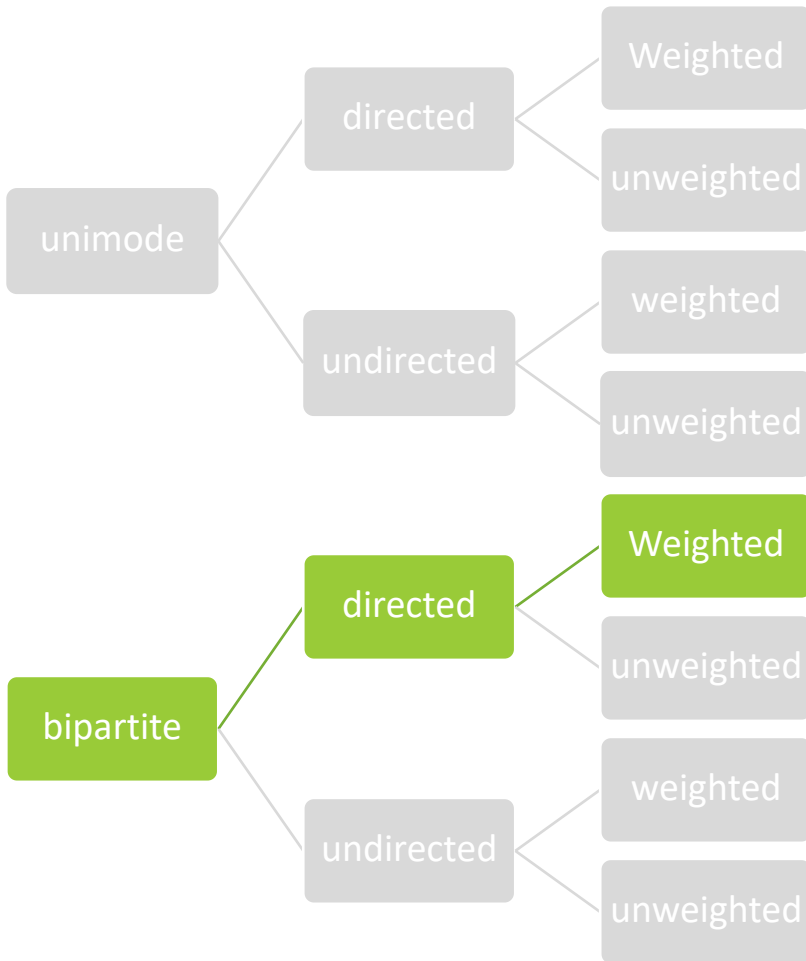 Weighted
directed
unweighted
unimode
weighted
undirected
unweighted
Weighted
directed
unweighted
bipartite
weighted
undirected
unweighted